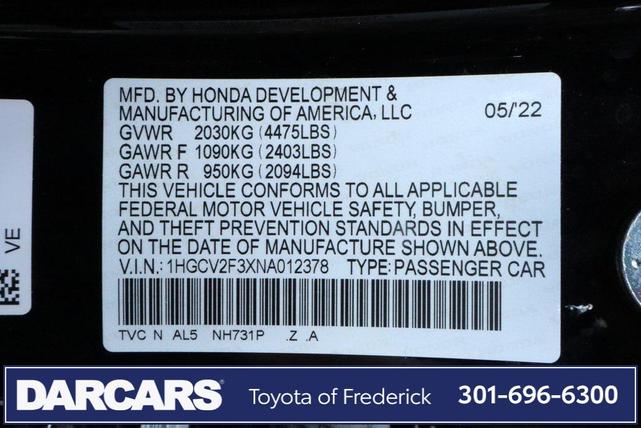 MFD. BY HONDA DEVELOPMENT &
MANUFACTURING OF AMERICA, LLC 05/'22
GVWR 2030KG (4475LBS)
GAWR F 1090KG (2403LBS)
GAWR R 950KG (2094LBS)
THIS VEHICLE CONFORMS TO ALL APPLICABLE
FEDERAL MOTOR VEHICLE SAFETY, BUMPER,
AND THEFT PREVENTION STANDARDS IN EFFECT
ON THE DATE OF MANUFACTURE SHOWN ABOVE.
V.I.N.: 1HGCV2F3XNA012378 TYPE: PASSENGER CAR
TVC N AL5 NH731P .Z .A
VE
DARCARS® Toyota of Frederick 301-696-6300